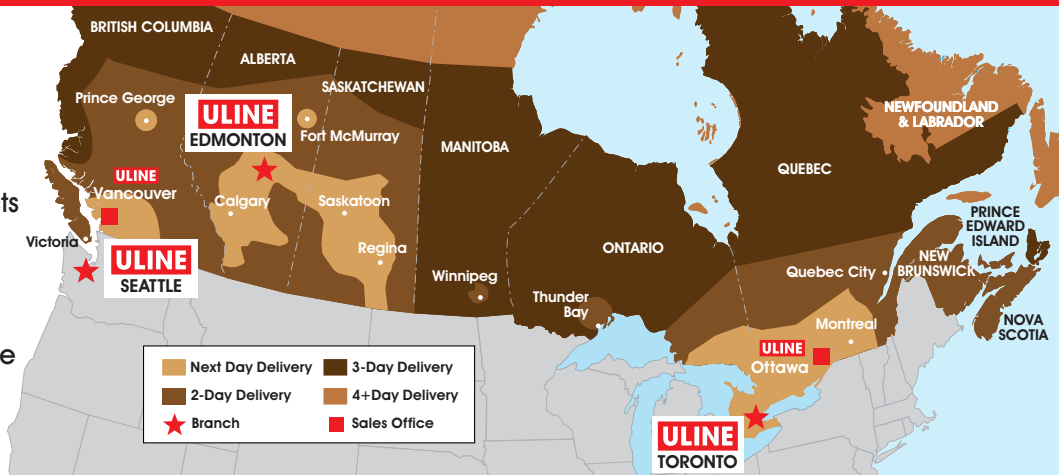 BRITISH COLUMBIA
ALBERTA
SASKATCHEWAN
MANITOBA
ONTARIO
QUEBEC
NEWFOUNDLAND
& LABRADOR
PRINCE
EDWARD
ISLAND
NEW
BRUNSWICK
NOVA
SCOTIA
Prince George
ULINE
EDMONTON
Fort McMurray
ULINE
Vancouver
Calgary
Saskatoon
Victoria
ULINE
SEATTLE
Regina
Winnipeg
Thunder
Bay
Quebec City
Montreal
ULINE
Ottawa
ULINE
TORONTO
ts
e
Next Day Delivery
3-Day Delivery
2-Day Delivery
4+Day Delivery
Branch
Sales Office